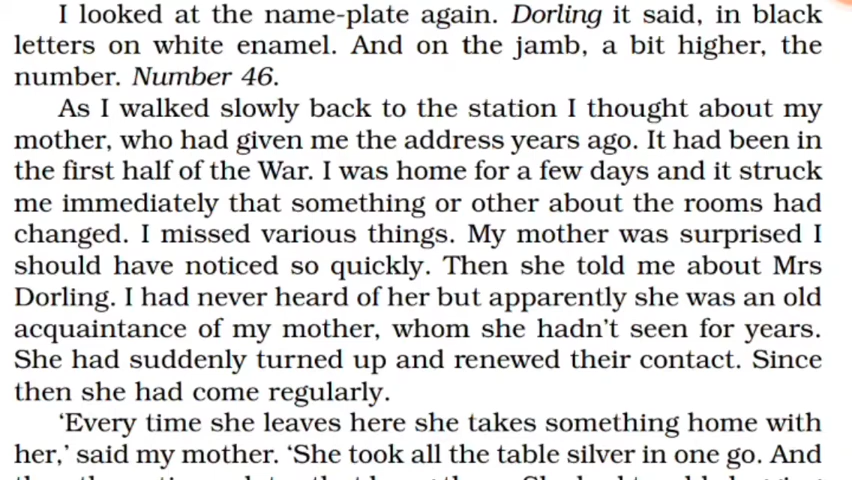 I looked at the name-plate again. Dorling it said, in black
letters on white enamel. And on the jamb, a bit higher, the
number. Number 46.
As I walked slowly back to the station I thought about my
mother, who had given me the address years ago. It had been in
the first half of the War. I was home for a few days and it struck
me immediately that something or other about the rooms had
changed. I missed various things. My mother was surprised I
should have noticed so quickly. Then she told me about Mrs
Dorling. I had never heard of her but apparently she was an old
acquaintance of my mother, whom she hadn't seen for years.
She had suddenly turned up and renewed their contact. Since
then she had come regularly.
‘Every time she leaves here she takes something home with
her,’ said my mother. ‘She took all the table silver in one go. And